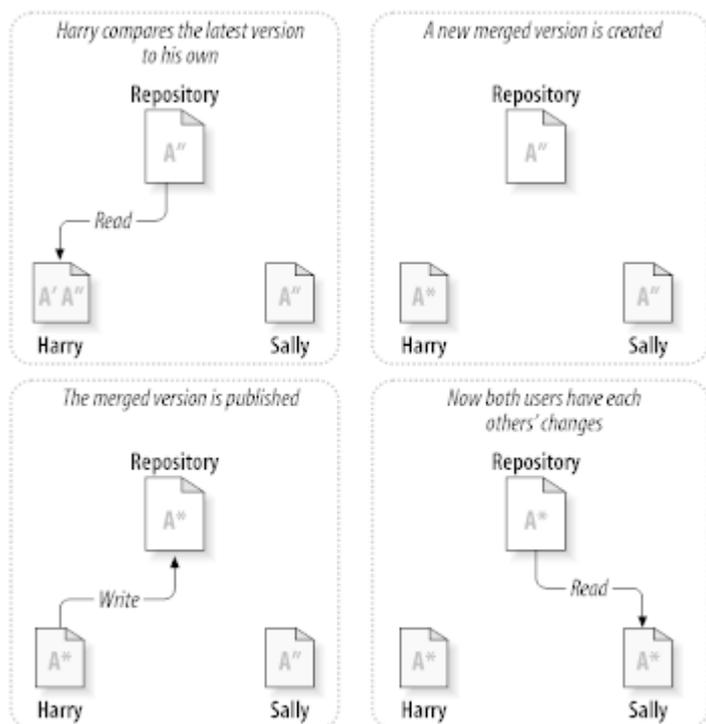 Harry compares the latest version
to his own
Repository
A″
Read
A′ A″
A″
Harry
Sally
A new merged version is created
Repository
A″
A*
A″
Harry
Sally
The merged version is published
Repository
A*
Write
A*
A″
Harry
Sally
Now both users have each
others’ changes
Repository
A*
Read
A*
A*
Harry
Sally